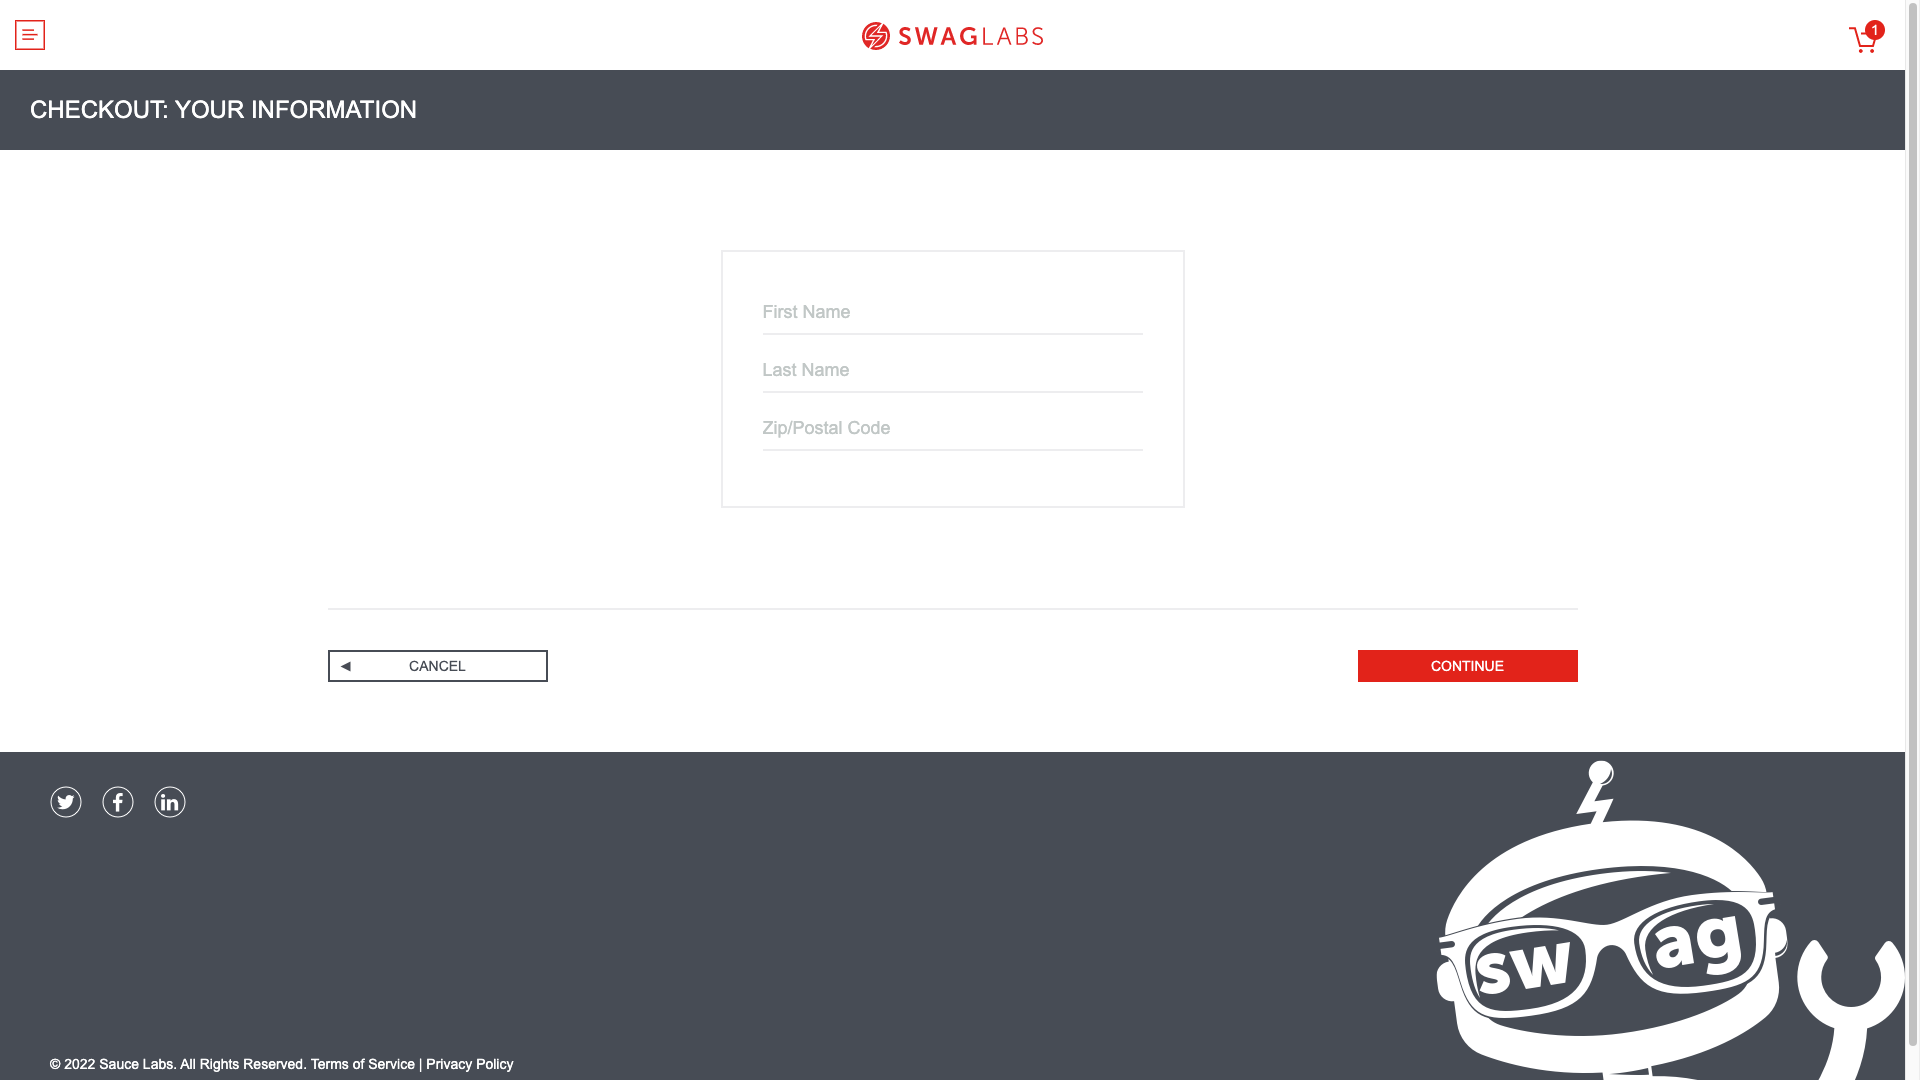 SWAGLABS
1
CHECKOUT: YOUR INFORMATION
First Name
Last Name
Zip/Postal Code
CANCEL
CONTINUE
sw ag
© 2022 Sauce Labs. All Rights Reserved. Terms of Service | Privacy Policy